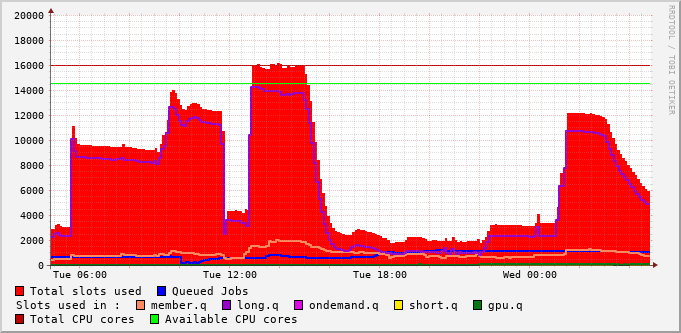 20000
18000
16000
14000
12000
10000
8000
6000
4000
2000
0
Tue 06:00 Tue 12:00 Tue 18:00 Wed 00:00
RRDTOOL / TOBI OETIKER
Total slots used Queued Jobs
Slots used in : member.q long.q ondemand.q short.q gpu.q
Total CPU cores Available CPU cores